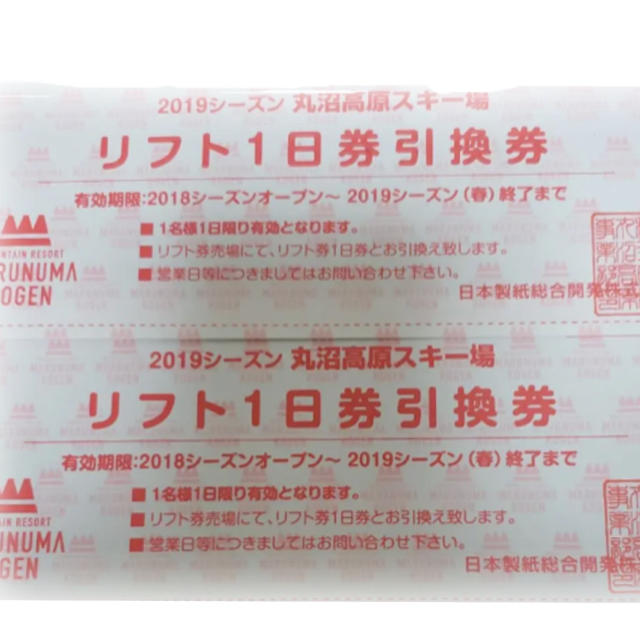 2019シーズン 丸沼高原スキー場
リフト1日券引換券
有効期限:2018シーズンオープン〜 2019シーズン(春)終了まで
■1名様1日限り有効となります。
■リフト券売場にて、リフト券1日券とお引換え致します。
■営業日等につきましてはお問い合わせ下さい。
NTAIN RESORT
RUNUMA
OGEN
日本製紙総合開発株式
2019シーズン 丸沼高原スキー場
リフト1日券引換券
有効期限:2018シーズンオープン〜 2019シーズン(春)終了まで
■1名様1日限り有効となります。
■リフト券売場にて、リフト券1日券とお引換え致します。
■営業日等につきましてはお問い合わせ下さい。
TAIN RESORT
UNUMA
GEN
日本製紙総合開発株